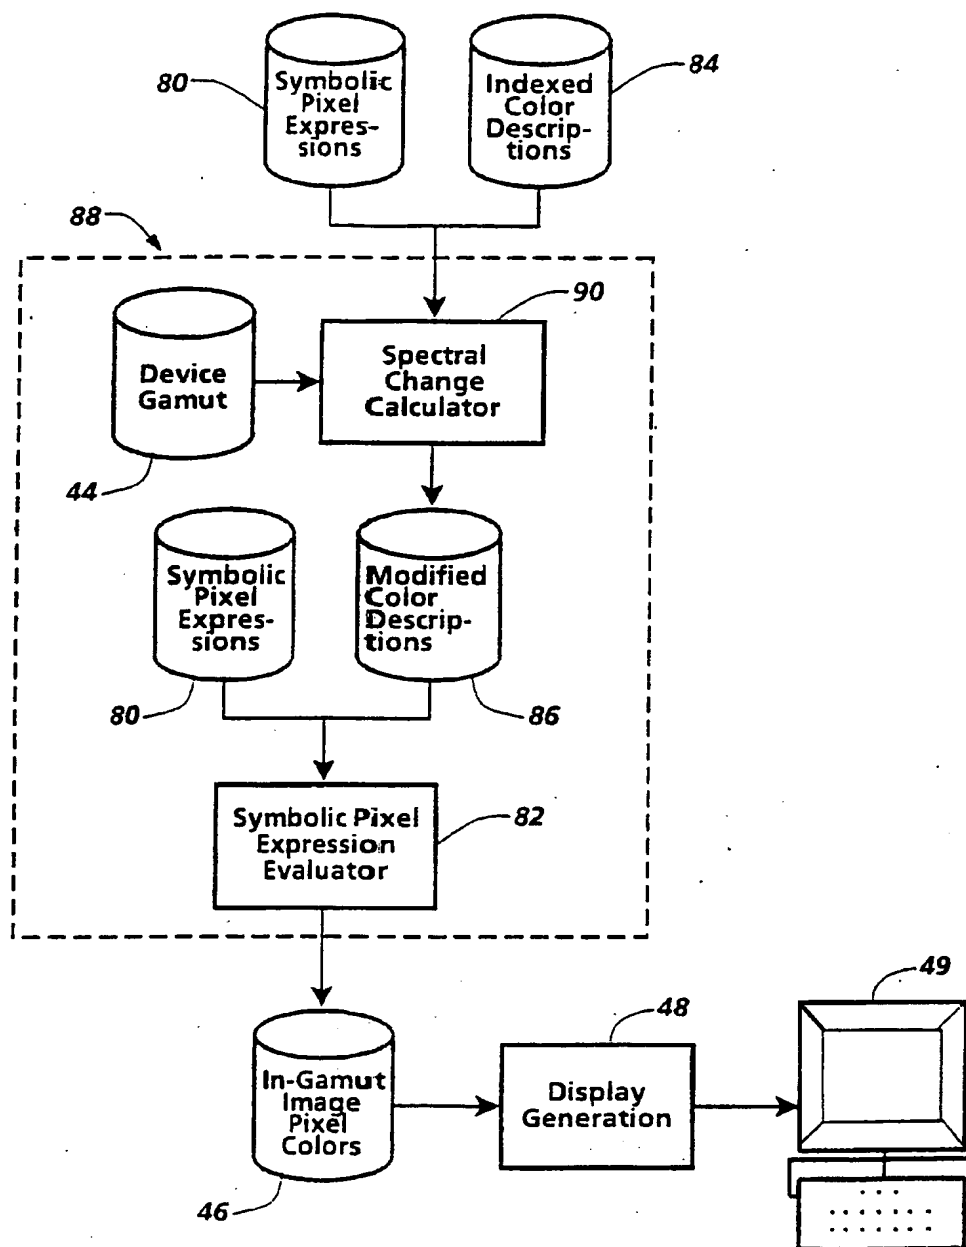 80
Symbolic
Pixel
Expres-
sions
Indexed
Color
Descrip-
tions
84
88
90
Device
Gamut
Spectral
Change
Calculator
44
Symbolic
Pixel
Expres-
sions
Modified
Color
Descrip-
tions
80
86
Symbolic Pixel
Expression
Evaluator
82
49
48
In-Gamut
Image
Pixel
Colors
Display
Generation
46